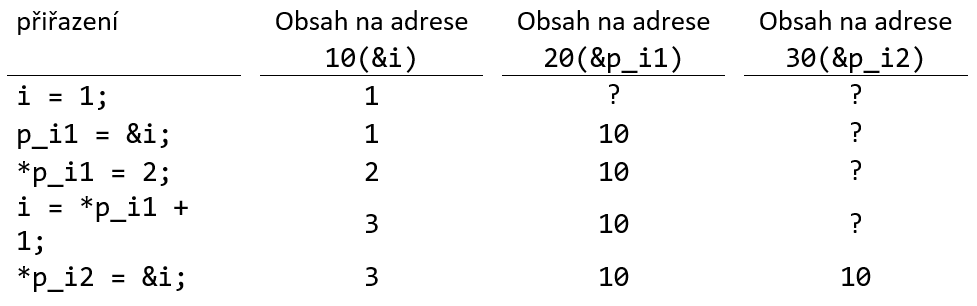 přiřazení Obsah na adrese Obsah na adrese Obsah na adrese
10(&i) 20(&p_i1) 30(&p_i2)
i = 1; 1 ? ?
p_i1 = &i; 1 10 ?
*p_i1 = 2; 2 10 ?
i = *p_i1 +
1; 3 10 ?
*p_i2 = &i; 3 10 10